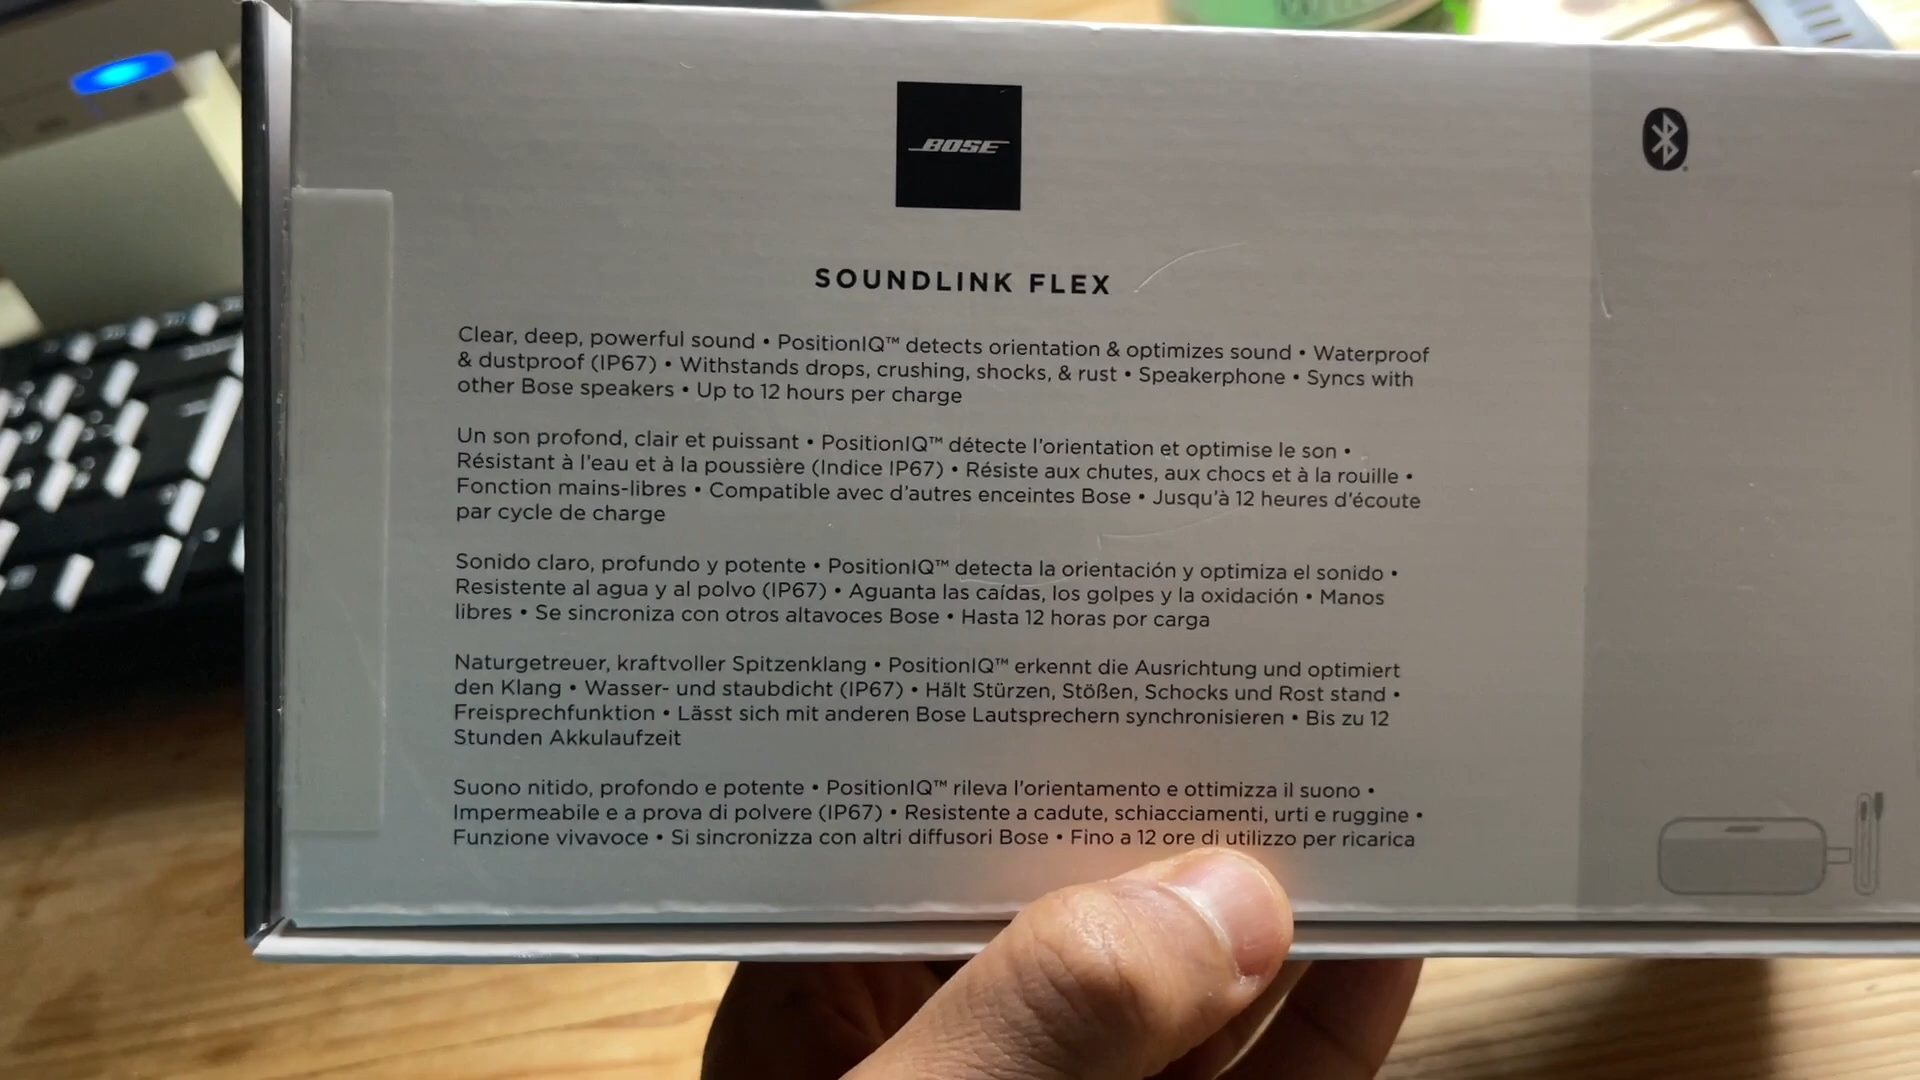 BOSE
SOUNDLINK FLEX
Clear, deep, powerful sound • PositionIQ™ detects orientation & optimizes sound • Waterproof
& dustproof (IP67) • Withstands drops, crushing, shocks, & rust • Speakerphone • Syncs with
other Bose speakers • Up to 12 hours per charge
Un son profond, clair et puissant • PositionIQ™ détecte l'orientation et optimise le son •
Résistant à l'eau et à la poussière (Indice IP67) • Résiste aux chutes, aux chocs et à la rouille •
Fonction mains-libres • Compatible avec d'autres enceintes Bose • Jusqu'à 12 heures d'écoute
par cycle de charge
Sonido claro, profundo y potente • PositionIQ™ detecta la orientación y optimiza el sonido •
Resistente al agua y al polvo (IP67) • Aguanta las caídas, los golpes y la oxidación • Manos
libres • Se sincroniza con otros altavoces Bose • Hasta 12 horas por carga
Naturgetreuer, kraftvoller Spitzenklang • PositionIQ™ erkennt die Ausrichtung und optimiert
den Klang • Wasser- und staubdicht (IP67) • Hält Stürzen, Stößen, Schocks und Rost stand •
Freisprechfunktion • Lässt sich mit anderen Bose Lautsprechern synchronisieren • Bis zu 12
Stunden Akkulaufzeit
Suono nitido, profondo e potente • PositionIQ™ rileva l'orientamento e ottimizza il suono •
Impermeabile e a prova di polvere (IP67) • Resistente a cadute, schiacciamenti, urti e ruggine •
Funzione vivavoce • Si sincronizza con altri diffusori Bose • Fino a 12 ore di utilizzo per ricarica